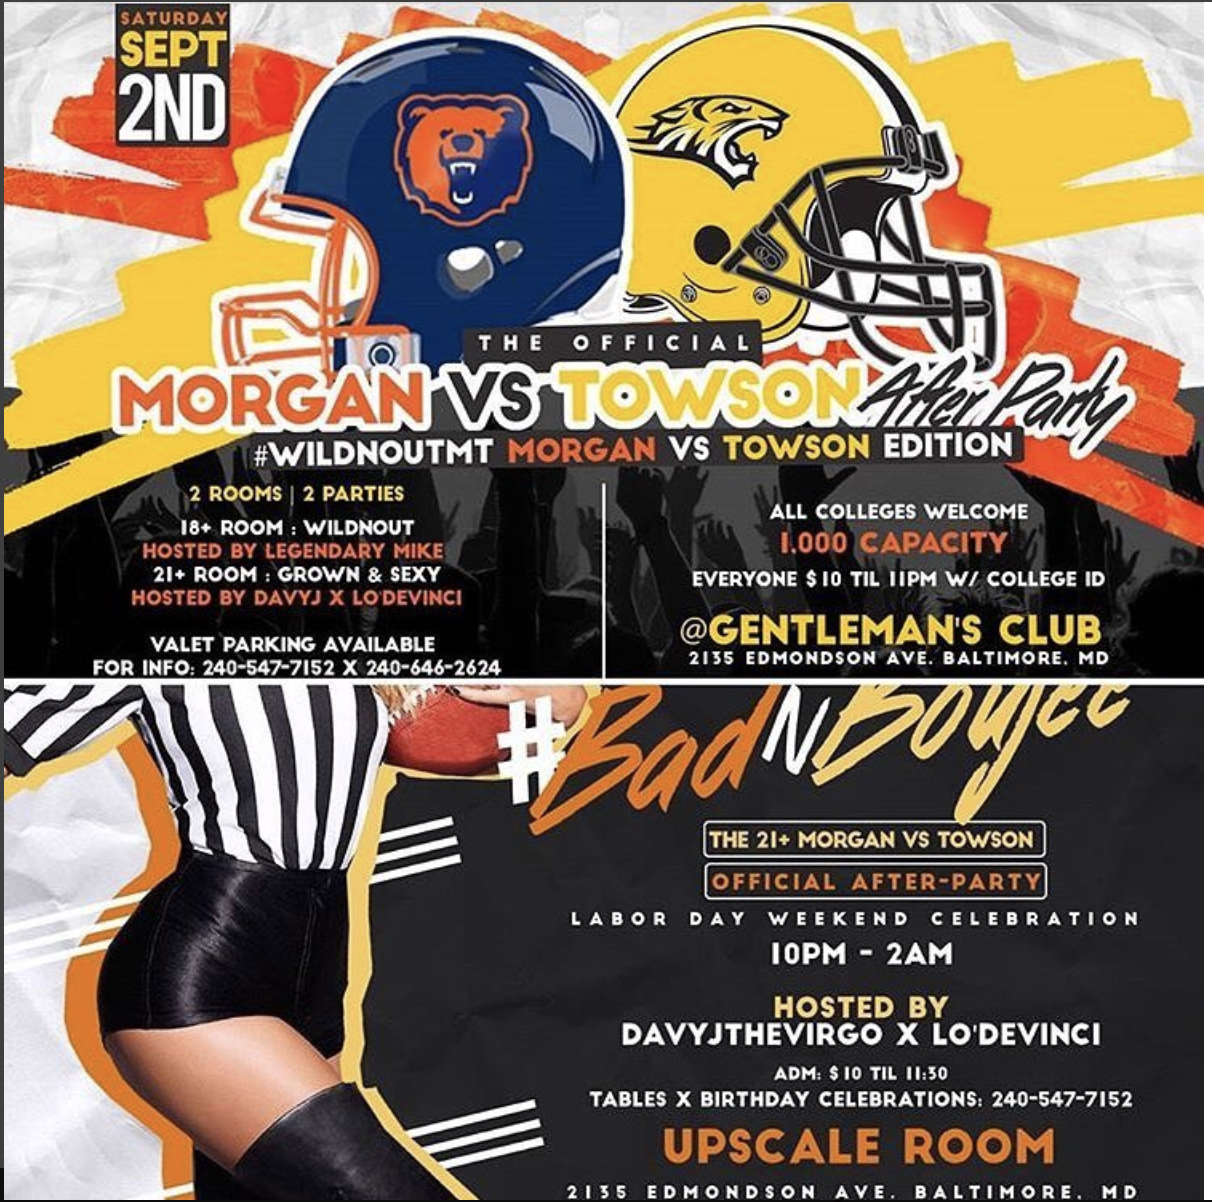 SATURDAY
SEPT
2ND
THE OFFICIAL
MORGAN VS TOWSON After Party
#WILDNOUTMT MORGAN VS TOWSON EDITION
2 ROOMS | 2 PARTIES
18+ ROOM : WILDNOUT
HOSTED BY LEGENDARY MIKE
21+ ROOM : GROWN & SEXY
HOSTED BY DAVYJ X LO'DEVINCI
VALET PARKING AVAILABLE
FOR INFO: 240-547-7152 X 240-646-2624
ALL COLLEGES WELCOME
1.000 CAPACITY
EVERYONE $10 TIL 11PM W/ COLLEGE ID
@GENTLEMAN'S CLUB
2135 EDMONDSON AVE. BALTIMORE, MD
#BadNBoujee
THE 21+ MORGAN VS TOWSON
OFFICIAL AFTER-PARTY
LABOR DAY WEEKEND CELEBRATION
10PM - 2AM
HOSTED BY
DAVYJTHEVIRGO X LO'DEVINCI
ADM: $10 TIL 11:30
TABLES X BIRTHDAY CELEBRATIONS: 240-547-7152
UPSCALE ROOM
2135 EDMONDSON AVE. BALTIMORE, MD